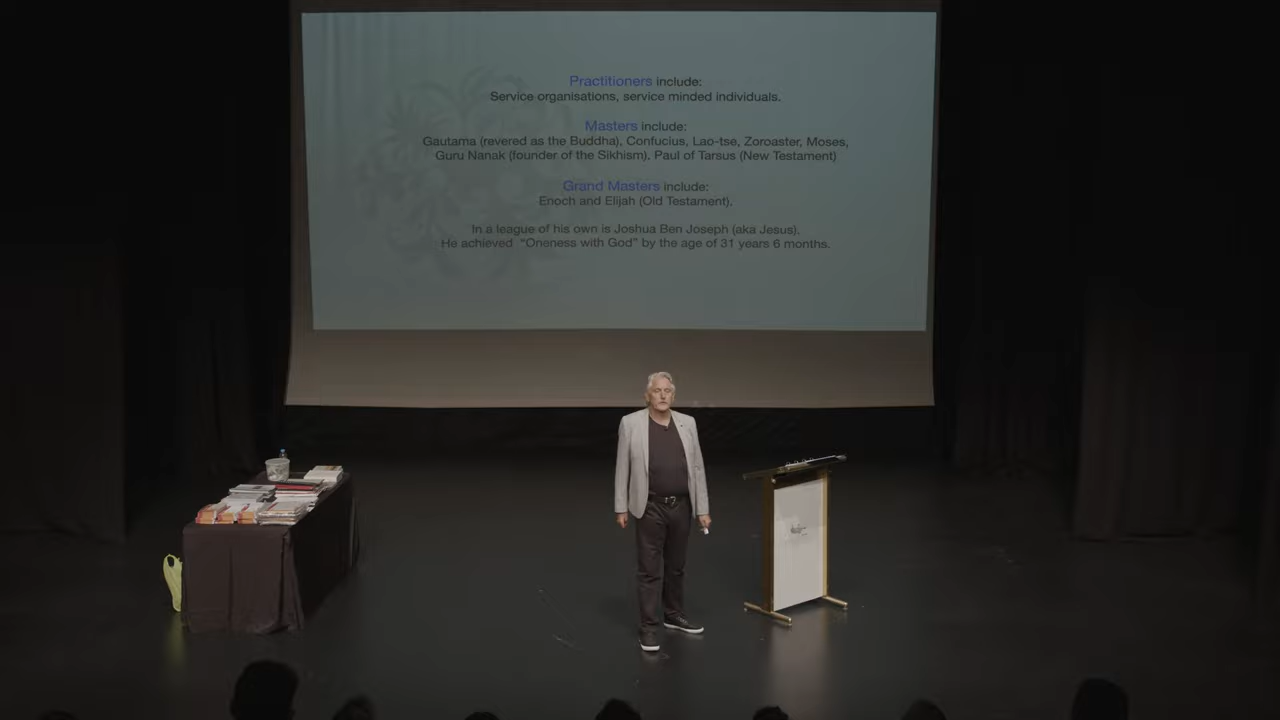 Practitioners include:
Service organisations, service minded individuals.
Masters include:
Gautama (revered as the Buddha), Confucius, Lao-tse, Zoroaster, Moses,
Guru Nanak (founder of the Sikhism), Paul of Tarsus (New Testament)
Grand Masters include:
Enoch and Elijah (Old Testament).
In a league of his own is Joshua Ben Joseph (aka Jesus).
He achieved "Oneness with God" by the age of 31 years 6 months.